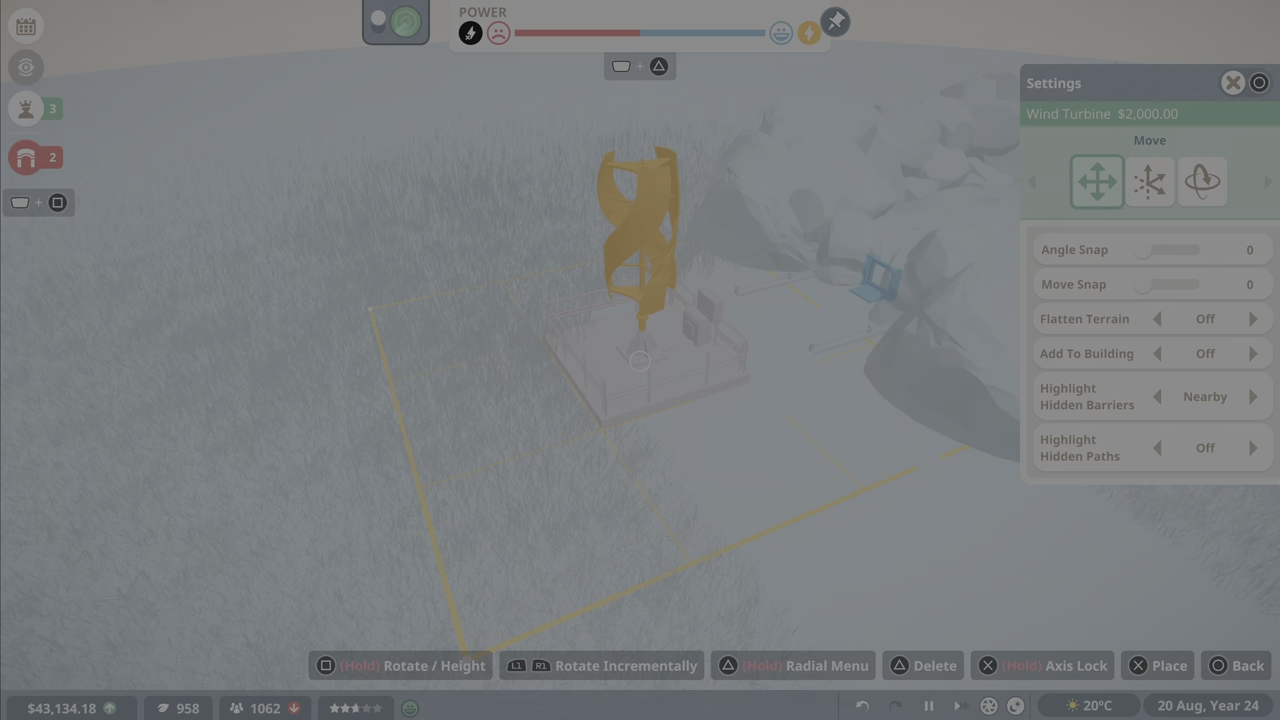 POWER
+
3
2
+
Settings
Wind Turbine $2,000.00
Move
Angle Snap 0
Move Snap 0
Flatten Terrain Off
Add To Building Off
Highlight
Hidden Barriers Nearby
Highlight
Hidden Paths Off
(Hold) Rotate / Height
L1 R1 Rotate Incrementally
(Hold) Radial Menu
Delete
(Hold) Axis Lock
Place
Back
$43,134.18
958
1062
20°C
20 Aug, Year 24